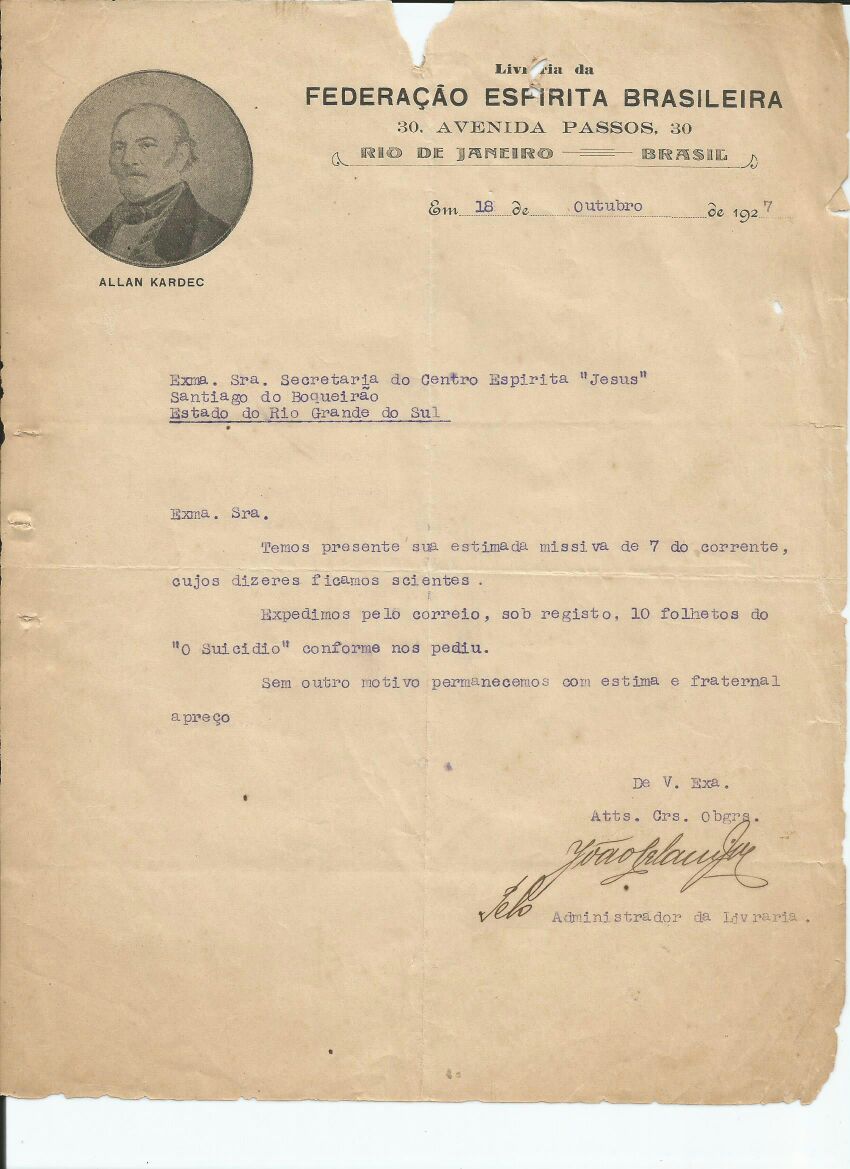 Livraria da
FEDERAÇÃO ESPIRITA BRASILEIRA
30, AVENIDA PASSOS, 30
RIO DE JANEIRO BRASIL
Em 18 de Outubro de 1927
ALLAN KARDEC
Exma. Sra. Secretaria do Centro Espirita "Jesus"
Santiago do Boqueirão
Estado do Rio Grande do Sul
Exma. Sra.
Temos presente sua estimada missiva de 7 do corrente,
cujos dizeres ficamos scientes.
Expedimos pelo correio, sob registo, 10 folhetos do
"O Suicidio" conforme nos pediu.
Sem outro motivo permanecemos com estima e fraternal
apreço
De V. Exa.
Atts. Crs. Obgrs.
João
Pelo Administrador da Livraria.